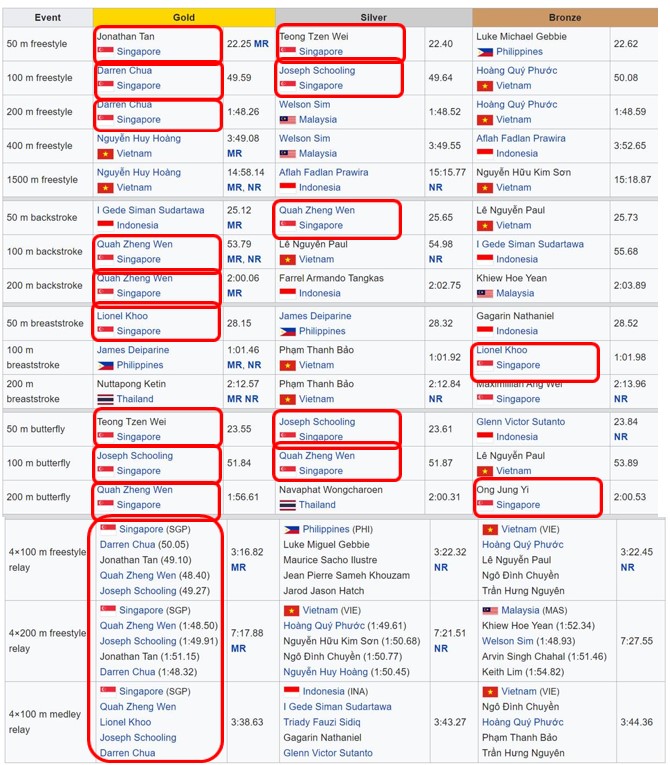 Event Gold Silver Bronze
50 m freestyle Jonathan Tan Singapore 22.25 MR Teong Tzen Wei Singapore 22.40 Luke Michael Gebbie Philippines 22.62
100 m freestyle Darren Chua Singapore 49.59 Joseph Schooling Singapore 49.64 Hoàng Quý Phước Vietnam 50.08
200 m freestyle Darren Chua Singapore 1:48.26 Welson Sim Malaysia 1:48.52 Hoàng Quý Phước Vietnam 1:48.59
400 m freestyle Nguyễn Huy Hoàng Vietnam 3:49.08 MR Welson Sim Malaysia 3:49.55 Aflah Fadlan Prawira Indonesia 3:52.65
1500 m freestyle Nguyễn Huy Hoàng Vietnam 14:58.14 MR, NR Aflah Fadlan Prawira Indonesia 15:15.77 NR Nguyễn Hữu Kim Sơn Vietnam 15:18.87
50 m backstroke I Gede Siman Sudartawa Indonesia 25.12 MR Quah Zheng Wen Singapore 25.65 Lê Nguyễn Paul Vietnam 25.73
100 m backstroke Quah Zheng Wen Singapore 53.79 MR, NR Lê Nguyễn Paul Vietnam 54.98 NR I Gede Siman Sudartawa Indonesia 55.68
200 m backstroke Quah Zheng Wen Singapore 2:00.06 MR Farrel Armando Tangkas Indonesia 2:02.75 Khiew Hoe Yean Malaysia 2:03.89
50 m breaststroke Lionel Khoo Singapore 28.15 James Deiparine Philippines 28.32 Gagarin Nathaniel Indonesia 28.52
100 m breaststroke James Deiparine Philippines 1:01.46 MR, NR Phạm Thanh Bảo Vietnam 1:01.92 Lionel Khoo Singapore 1:01.98
200 m breaststroke Nuttapong Ketin Thailand 2:12.57 MR NR Phạm Thanh Bảo Vietnam 2:12.84 NR Maximillian Ang Wei Singapore 2:13.96 NR
50 m butterfly Teong Tzen Wei Singapore 23.55 Joseph Schooling Singapore 23.61 Glenn Victor Sutanto Indonesia 23.84 NR
100 m butterfly Joseph Schooling Singapore 51.84 Quah Zheng Wen Singapore 51.87 Lê Nguyễn Paul Vietnam 53.89
200 m butterfly Quah Zheng Wen Singapore 1:56.61 Navaphat Wongcharoen Thailand 2:00.31 Ong Jung Yi Singapore 2:00.53
4×100 m freestyle relay
Singapore (SGP) Philippines (PHI) Vietnam (VIE)
Darren Chua (50.05) Luke Miguel Gebbie Hoàng Quý Phước
Jonathan Tan (49.10) 3:16.82 MR Maurice Sacho Ilustre 3:22.32 NR Lê Nguyễn Paul 3:22.45 NR
Quah Zheng Wen (48.40) Jean Pierre Sameh Khouzam Ngô Đình Chuyền
Joseph Schooling (49.27) Jarod Jason Hatch Trần Hưng Nguyên
4×200 m freestyle relay
Singapore (SGP) Vietnam (VIE) Malaysia (MAS)
Quah Zheng Wen (1:48.50) Hoàng Quý Phước (1:49.61) Khiew Hoe Yean (1:52.34)
Joseph Schooling (1:49.91) 7:17.88 MR Nguyễn Hữu Kim Sơn (1:50.68) 7:21.51 NR Welson Sim (1:48.93) 7:27.55
Jonathan Tan (1:51.15) Ngô Đình Chuyền (1:50.77) Arvin Singh Chahal (1:51.46)
Darren Chua (1:48.32) Nguyễn Huy Hoàng (1:50.45) Keith Lim (1:54.82)
4×100 m medley relay
Singapore (SGP) Indonesia (INA) Vietnam (VIE)
Quah Zheng Wen I Gede Siman Sudartawa Ngô Đình Chuyền
Lionel Khoo 3:38.63 Triady Fauzi Sidiq 3:43.27 Hoàng Quý Phước 3:44.36
Joseph Schooling Gagarin Nathaniel Phạm Thanh Bảo
Darren Chua Glenn Victor Sutanto Trần Hưng Nguyên